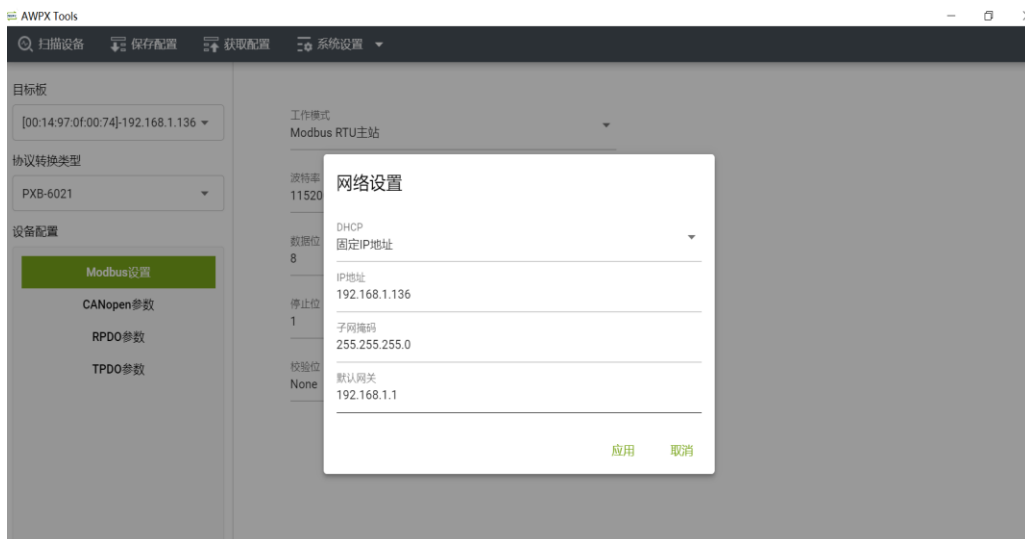 AWPX Tools
扫描设备 保存配置 获取配置 系统设置
目标板
[00:14:97:0f:00:74]-192.168.1.136
协议转换类型
PXB-6021
设备配置
Modbus设置
CANopen参数
RPDO参数
TPDO参数
工作模式
Modbus RTU主站
波特率
11520
数据位
8
停止位
1
校验位
None
网络设置
DHCP
固定IP地址
IP地址
192.168.1.136
子网掩码
255.255.255.0
默认网关
192.168.1.1
应用 取消